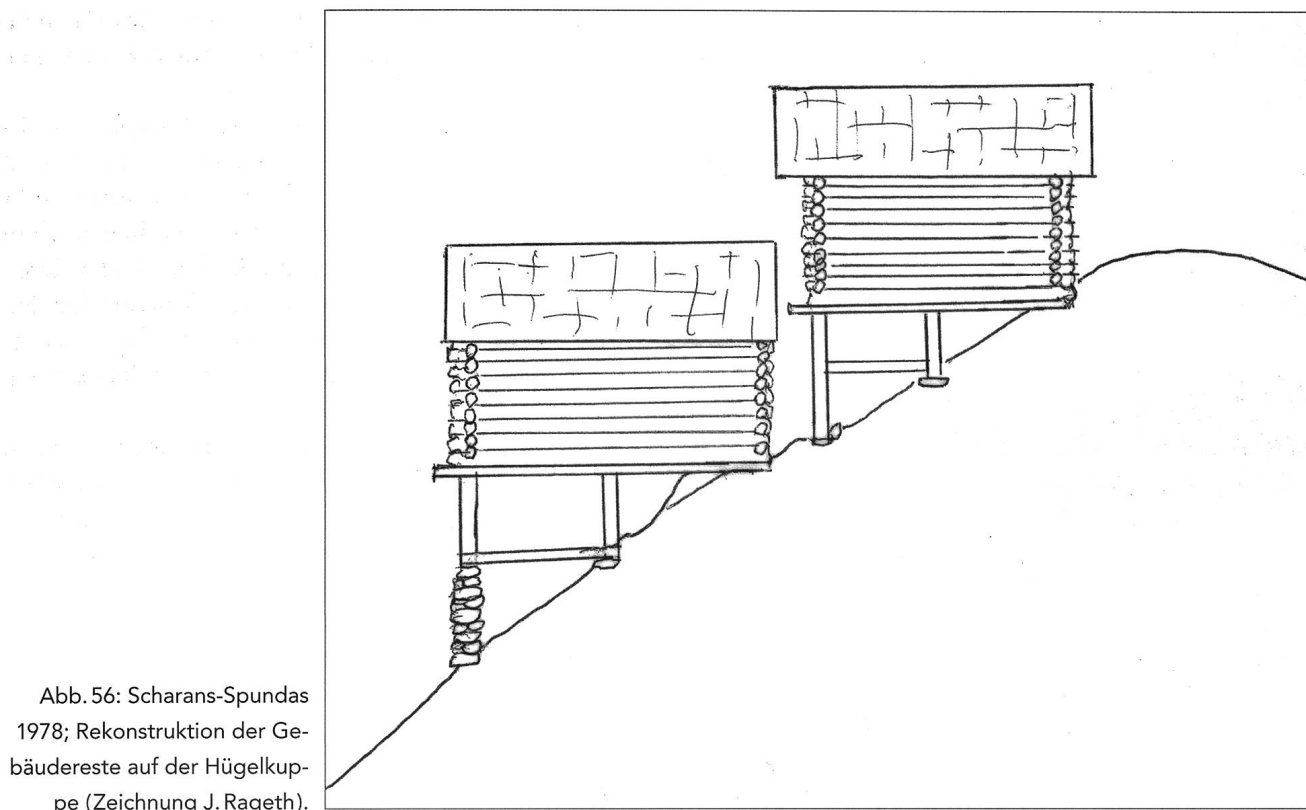 Abb. 56: Scharans-Spundas
1978; Rekonstruktion der Ge-
bäudereste auf der Hügelkup-
pe (Zeichnung J. Rageth).